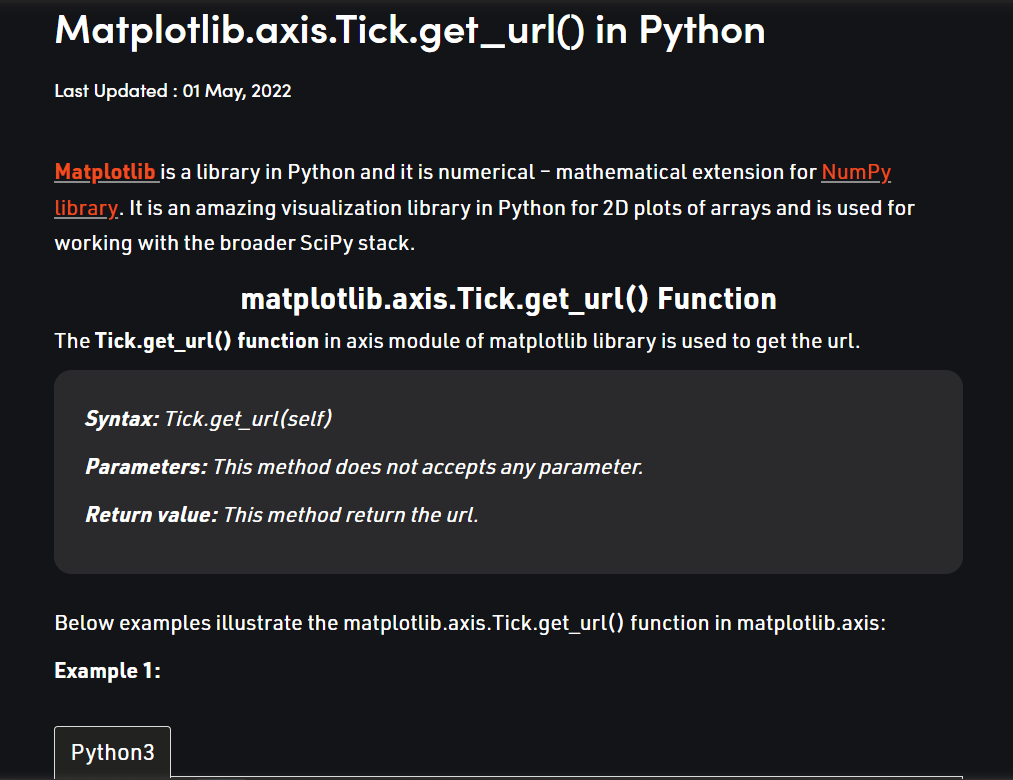 Matplotlib.axis.Tick.get_url() in Python
Last Updated : 01 May, 2022
Matplotlib is a library in Python and it is numerical – mathematical extension for NumPy
library. It is an amazing visualization library in Python for 2D plots of arrays and is used for
working with the broader SciPy stack.
matplotlib.axis.Tick.get_url() Function
The Tick.get_url() function in axis module of matplotlib library is used to get the url.
Syntax: Tick.get_url(self)
Parameters: This method does not accepts any parameter.
Return value: This method return the url.
Below examples illustrate the matplotlib.axis.Tick.get_url() function in matplotlib.axis:
Example 1:
Python3